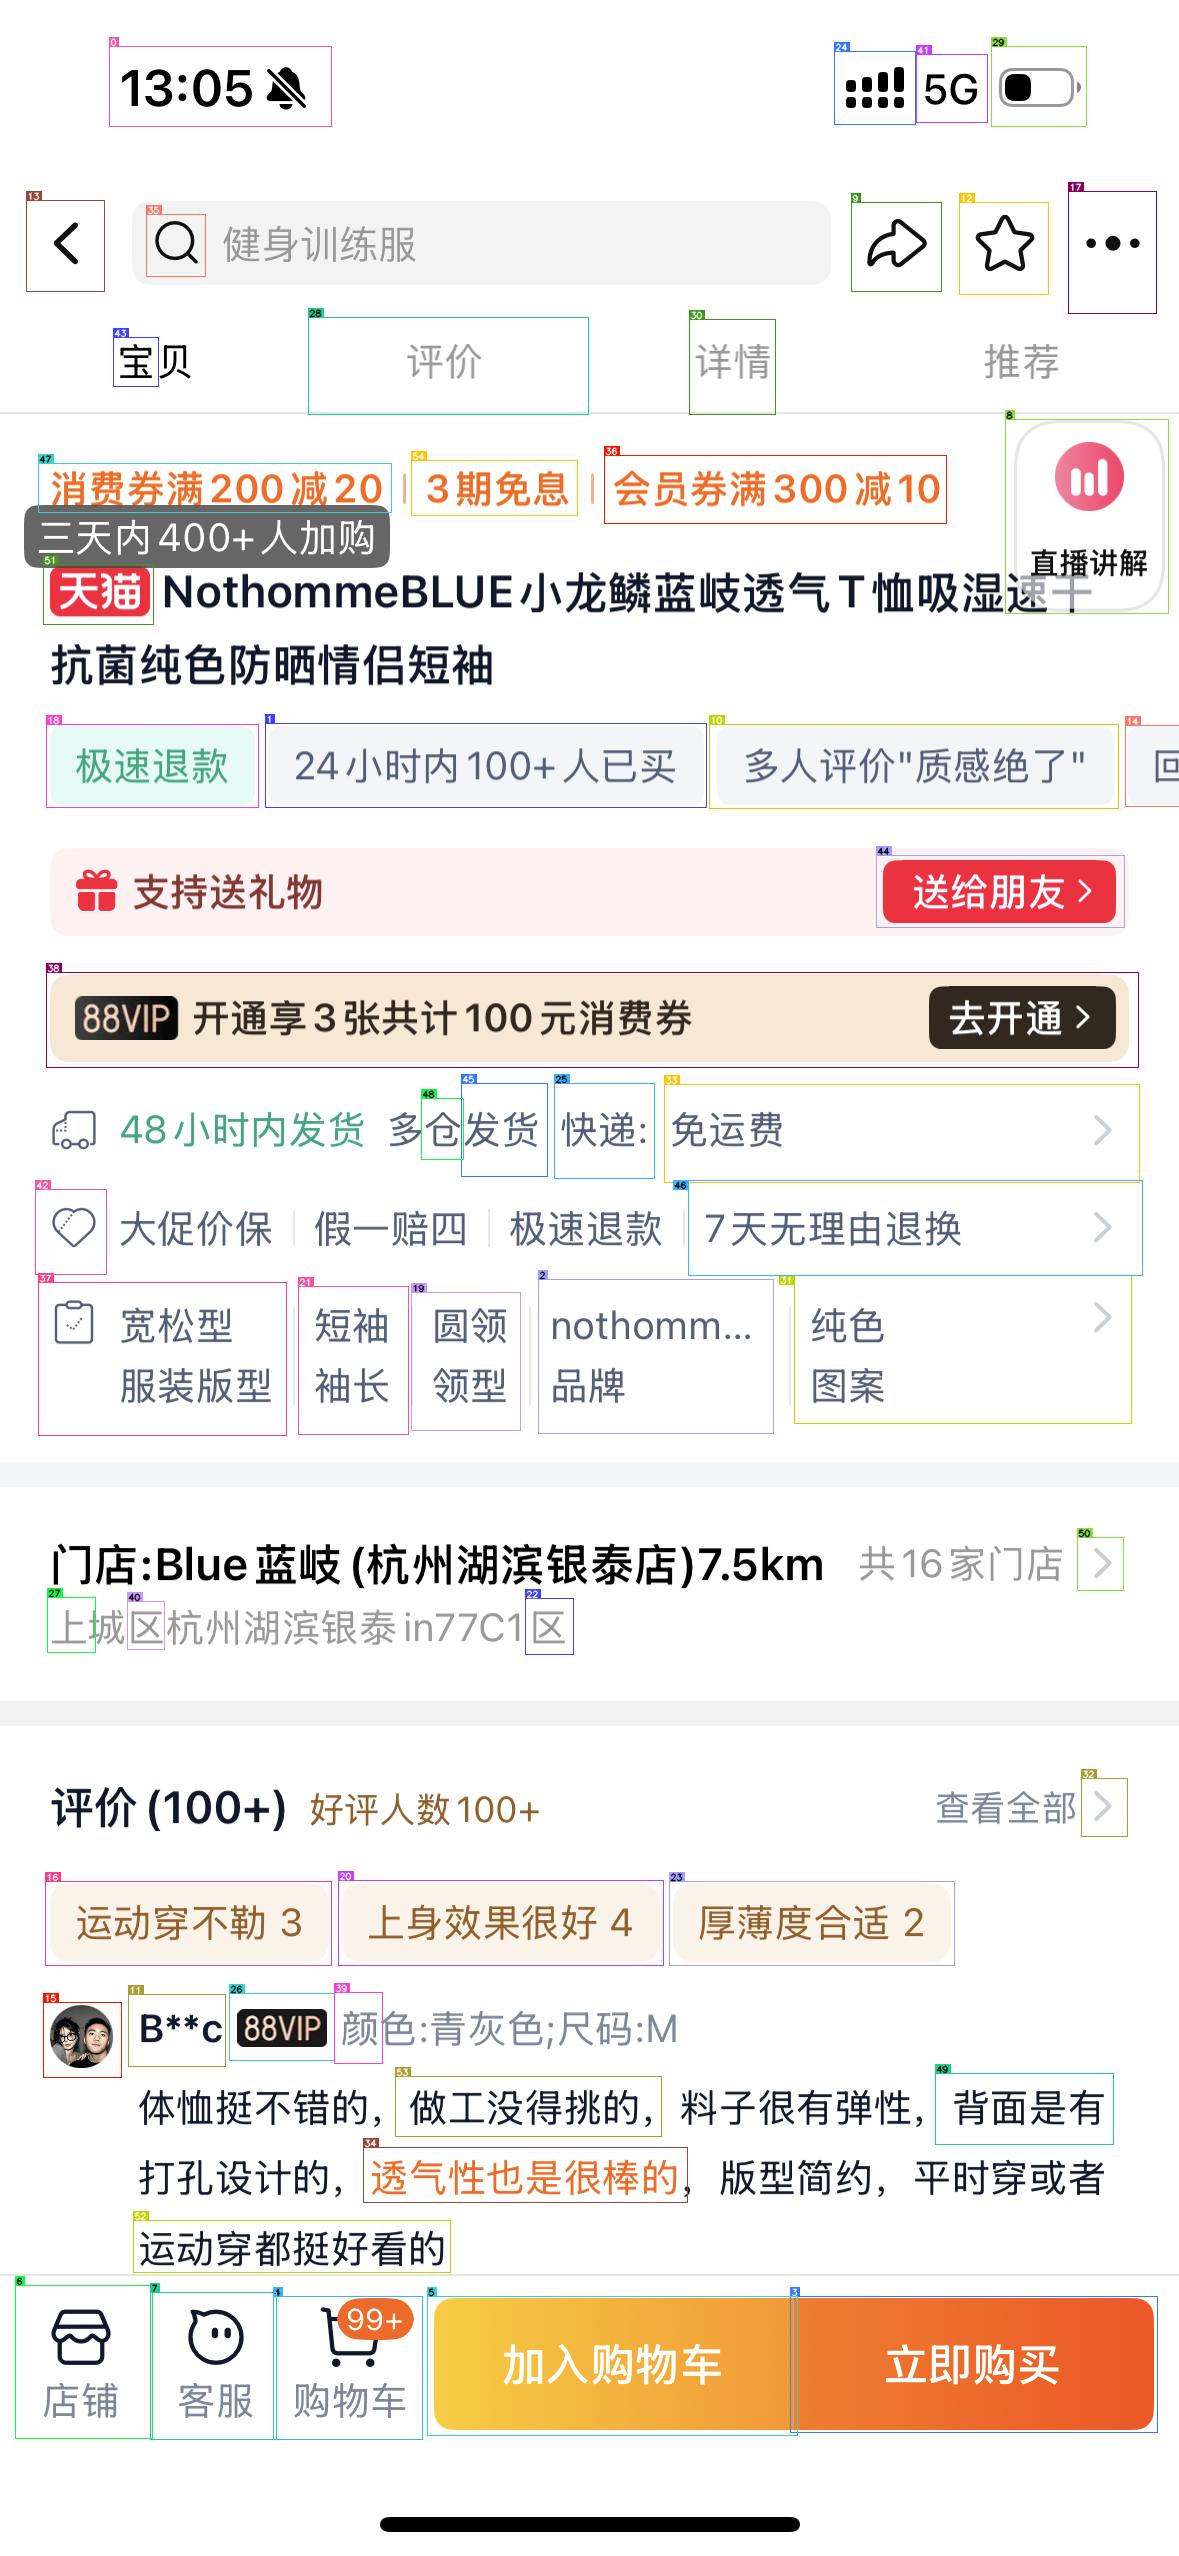 13:05
5G
健身训练服
宝贝 评价 详情 推荐
消费券满200减20 3期免息 会员券满300减10
三天内400+人加购
直播讲解
天猫 NothommeBLUE小龙鳞蓝岐透气T恤吸湿速干
抗菌纯色防晒情侣短袖
极速退款 24小时内100+人已买 多人评价"质感绝了"
支持送礼物 送给朋友
88VIP 开通享3张共计100元消费券 去开通
48小时内发货 多仓发货 快递: 免运费
大促价保 假一赔四 极速退款 7天无理由退换
宽松型 短袖 圆领 nothomm... 纯色
服装版型 袖长 领型 品牌 图案
门店:Blue蓝岐(杭州湖滨银泰店)7.5km 共16家门店
上城区杭州湖滨银泰in77C1区
评价(100+) 好评人数100+ 查看全部
运动穿不勒 3 上身效果很好 4 厚薄度合适 2
B**c 88VIP 颜色:青灰色;尺码:M
体恤挺不错的，做工没得挑的，料子很有弹性，背面是有
打孔设计的，透气性也是很棒的，版型简约，平时穿或者
运动穿都挺好看的
99+
店铺 客服 购物车 加入购物车 立即购买